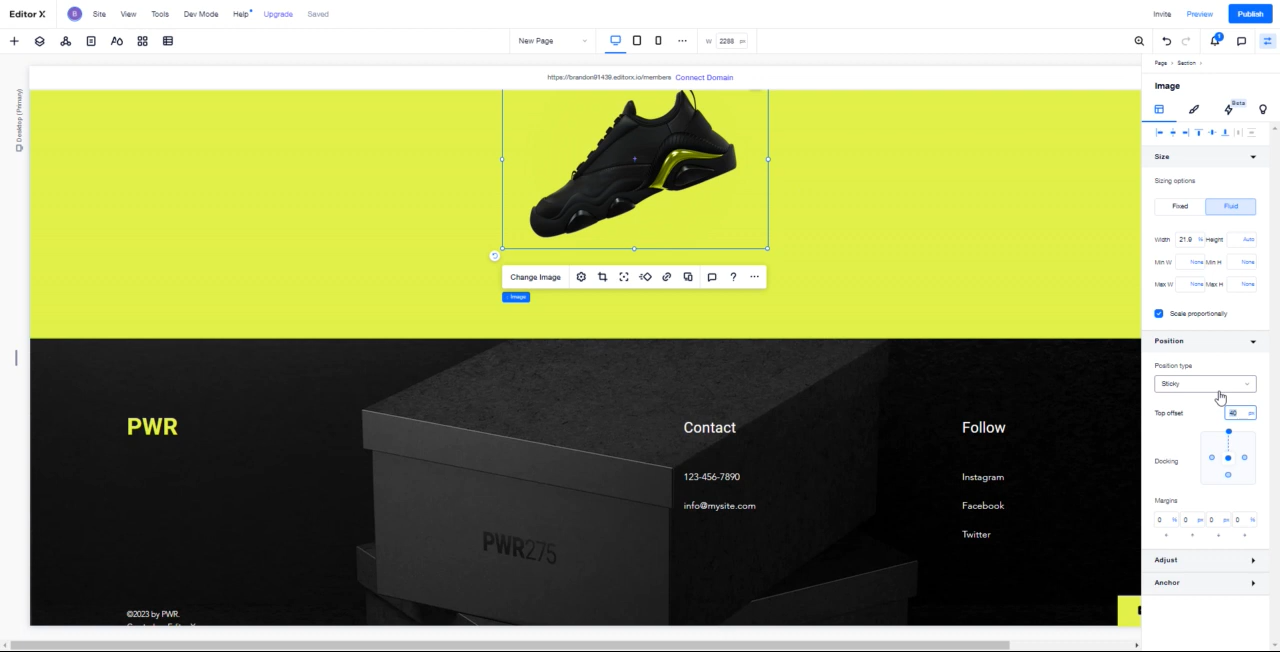 Editor X
B
Site
View
Tools
Dev Mode
Help
Upgrade
Saved
Invite
Preview
Publish
New Page
W
2288
px
1
Desktop (Primary)
https://brandon91439.editorx.io/members
Connect Domain
Page
Section
Image
Beta
Size
Sizing options
Fixed
Fluid
Width 21.9 % Height Auto
Min W None Min H None
Max W None Max H None
Scale proportionally
Position
Position type
Sticky
Top offset 40 px
Docking
Margins
0 % 0 px 0 px 0 %
Adjust
Anchor
Change Image
Image
PWR
Contact
123-456-7890
info@mysite.com
Follow
Instagram
Facebook
Twitter
PWR275
©2023 by PWR.